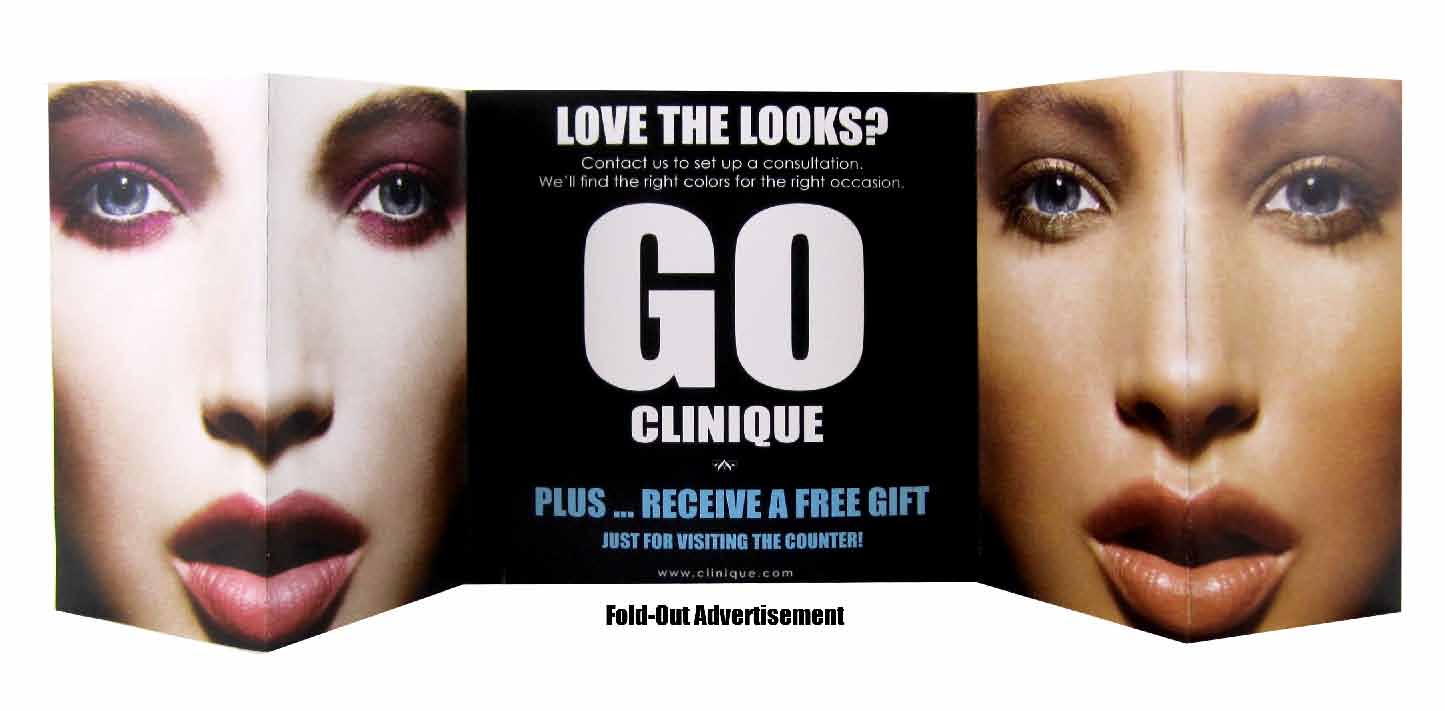 LOVE THE LOOKS?
Contact us to set up a consultation.
We'll find the right colors for the right occasion.
GO
CLINIQUE
PLUS ... RECEIVE A FREE GIFT
JUST FOR VISITING THE COUNTER!
www.clinique.com
Fold-Out Advertisement